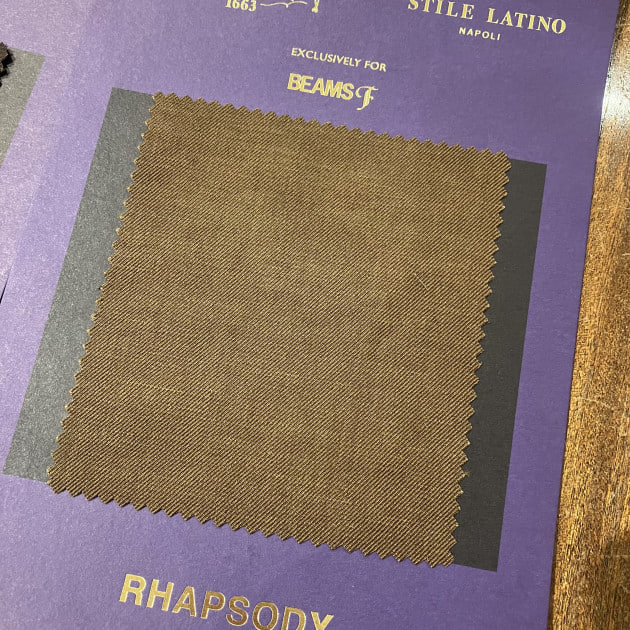 1663
STILE LATINO
NAPOLI
EXCLUSIVELY FOR
BEAMS F
RHAPSODY